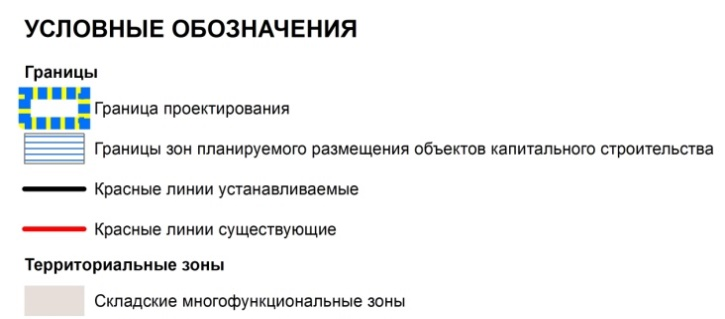 УСЛОВНЫЕ ОБОЗНАЧЕНИЯ
Границы
Граница проектирования
Границы зон планируемого размещения объектов капитального строительства
Красные линии устанавливаемые
Красные линии существующие
Территориальные зоны
Складские многофункциональные зоны